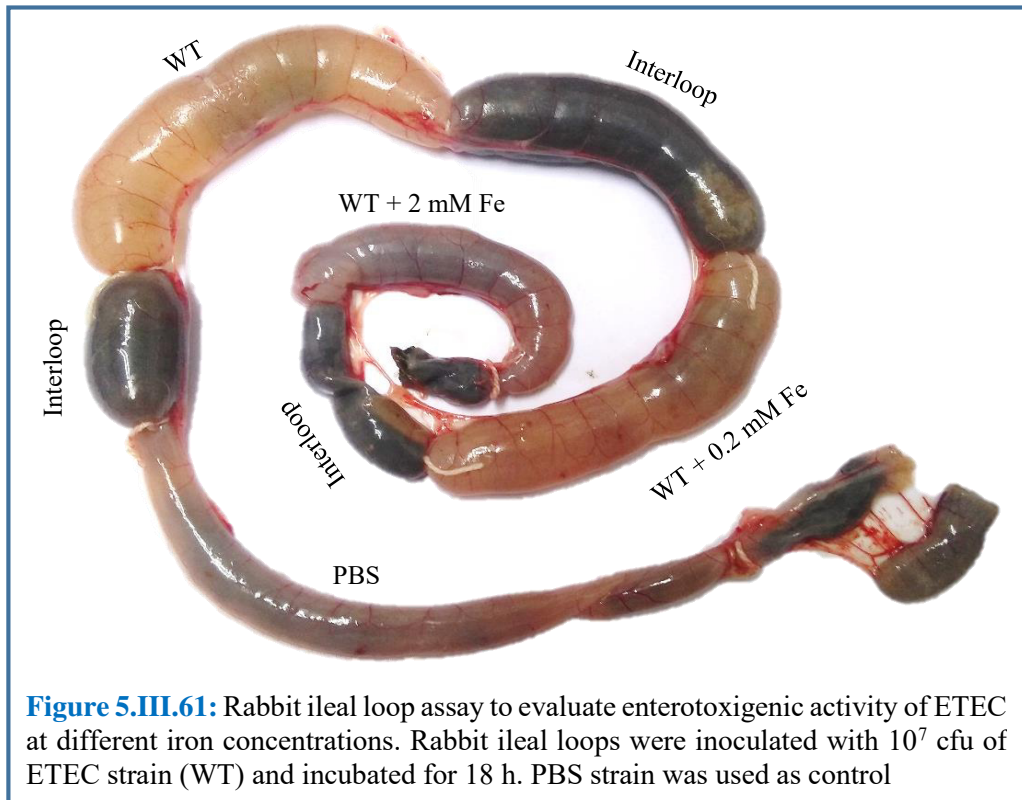 WT
Interloop
WT + 2 mM Fe
Interloop
Interloop
WT + 0.2 mM Fe
PBS
Figure 5.III.61: Rabbit ileal loop assay to evaluate enterotoxigenic activity of ETEC
at different iron concentrations. Rabbit ileal loops were inoculated with 10⁷ cfu of
ETEC strain (WT) and incubated for 18 h. PBS strain was used as control